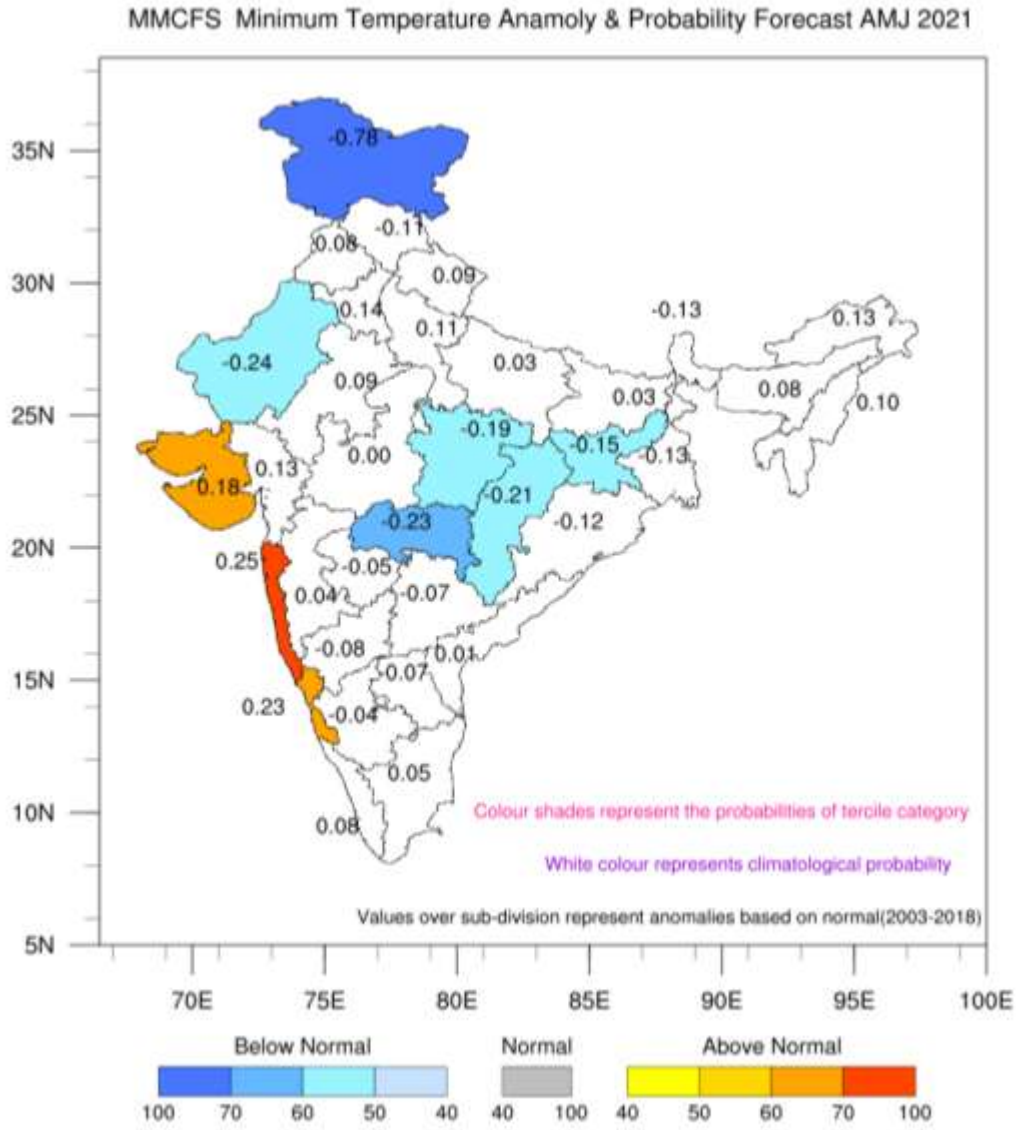 MMCFS Minimum Temperature Anamoly & Probability Forecast AMJ 2021
35N
30N
25N
20N
15N
10N
5N
-0.78
-0.11
0.08
0.09
0.14
0.11
-0.13
0.13
-0.24
0.03
0.09
0.08
0.03
0.10
-0.19
-0.15
0.00
0.13
-0.13
0.18
-0.21
-0.23
-0.12
0.25
-0.05
0.04
-0.07
-0.08
0.01
-0.07
0.23
-0.04
0.05
0.08
Colour shades represent the probabilities of tercile category
White colour represents climatological probability
Values over sub-division represent anomalies based on normal(2003-2018)
70E 75E 80E 85E 90E 95E 100E
Below Normal Normal Above Normal
100 70 60 50 40 40 100 40 50 60 70 100